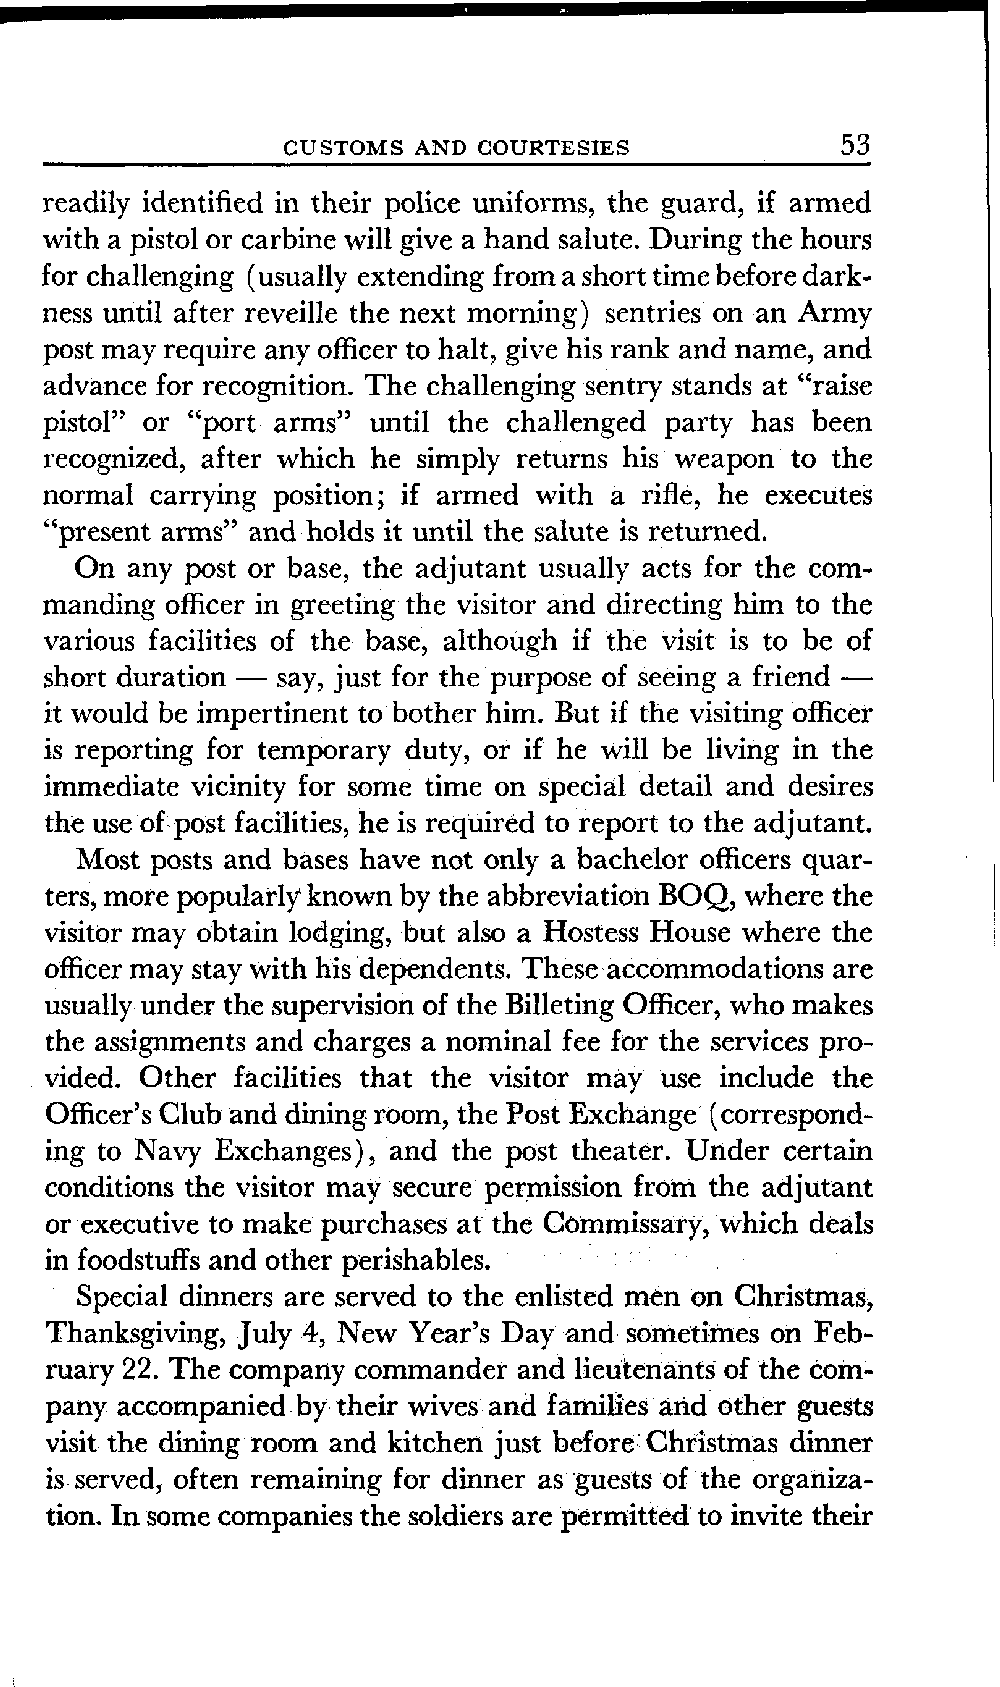 CUSTOMS AND COURTESIES 53
readily identified in their police uniforms, the guard, if armed
with a pistol or carbine will give a hand salute. During the hours
for challenging (usually extending from a short time before dark-
ness until after reveille the next morning) sentries on an Army
post may require any officer to halt, give his rank and name, and
advance for recognition. The challenging sentry stands at “raise
pistol” or “port arms” until the challenged party has been
recognized, after which he simply returns his weapon to the
normal carrying position; if armed with a rifle, he executes
“present arms” and holds it until the salute is returned.
On any post or base, the adjutant usually acts for the com-
manding officer in greeting the visitor and directing him to the
various facilities of the base, although if the visit is to be of
short duration — say, just for the purpose of seeing a friend —
it would be impertinent to bother him. But if the visiting officer
is reporting for temporary duty, or if he will be living in the
immediate vicinity for some time on special detail and desires
the use of post facilities, he is required to report to the adjutant.
Most posts and bases have not only a bachelor officers quar-
ters, more popularly known by the abbreviation BOQ, where the
visitor may obtain lodging, but also a Hostess House where the
officer may stay with his dependents. These accommodations are
usually under the supervision of the Billeting Officer, who makes
the assignments and charges a nominal fee for the services pro-
vided. Other facilities that the visitor may use include the
Officer’s Club and dining room, the Post Exchange (correspond-
ing to Navy Exchanges), and the post theater. Under certain
conditions the visitor may secure permission from the adjutant
or executive to make purchases at the Commissary, which deals
in foodstuffs and other perishables.
Special dinners are served to the enlisted men on Christmas,
Thanksgiving, July 4, New Year’s Day and sometimes on Feb-
ruary 22. The company commander and lieutenants of the com-
pany accompanied by their wives and families and other guests
visit the dining room and kitchen just before Christmas dinner
is served, often remaining for dinner as guests of the organiza-
tion. In some companies the soldiers are permitted to invite their